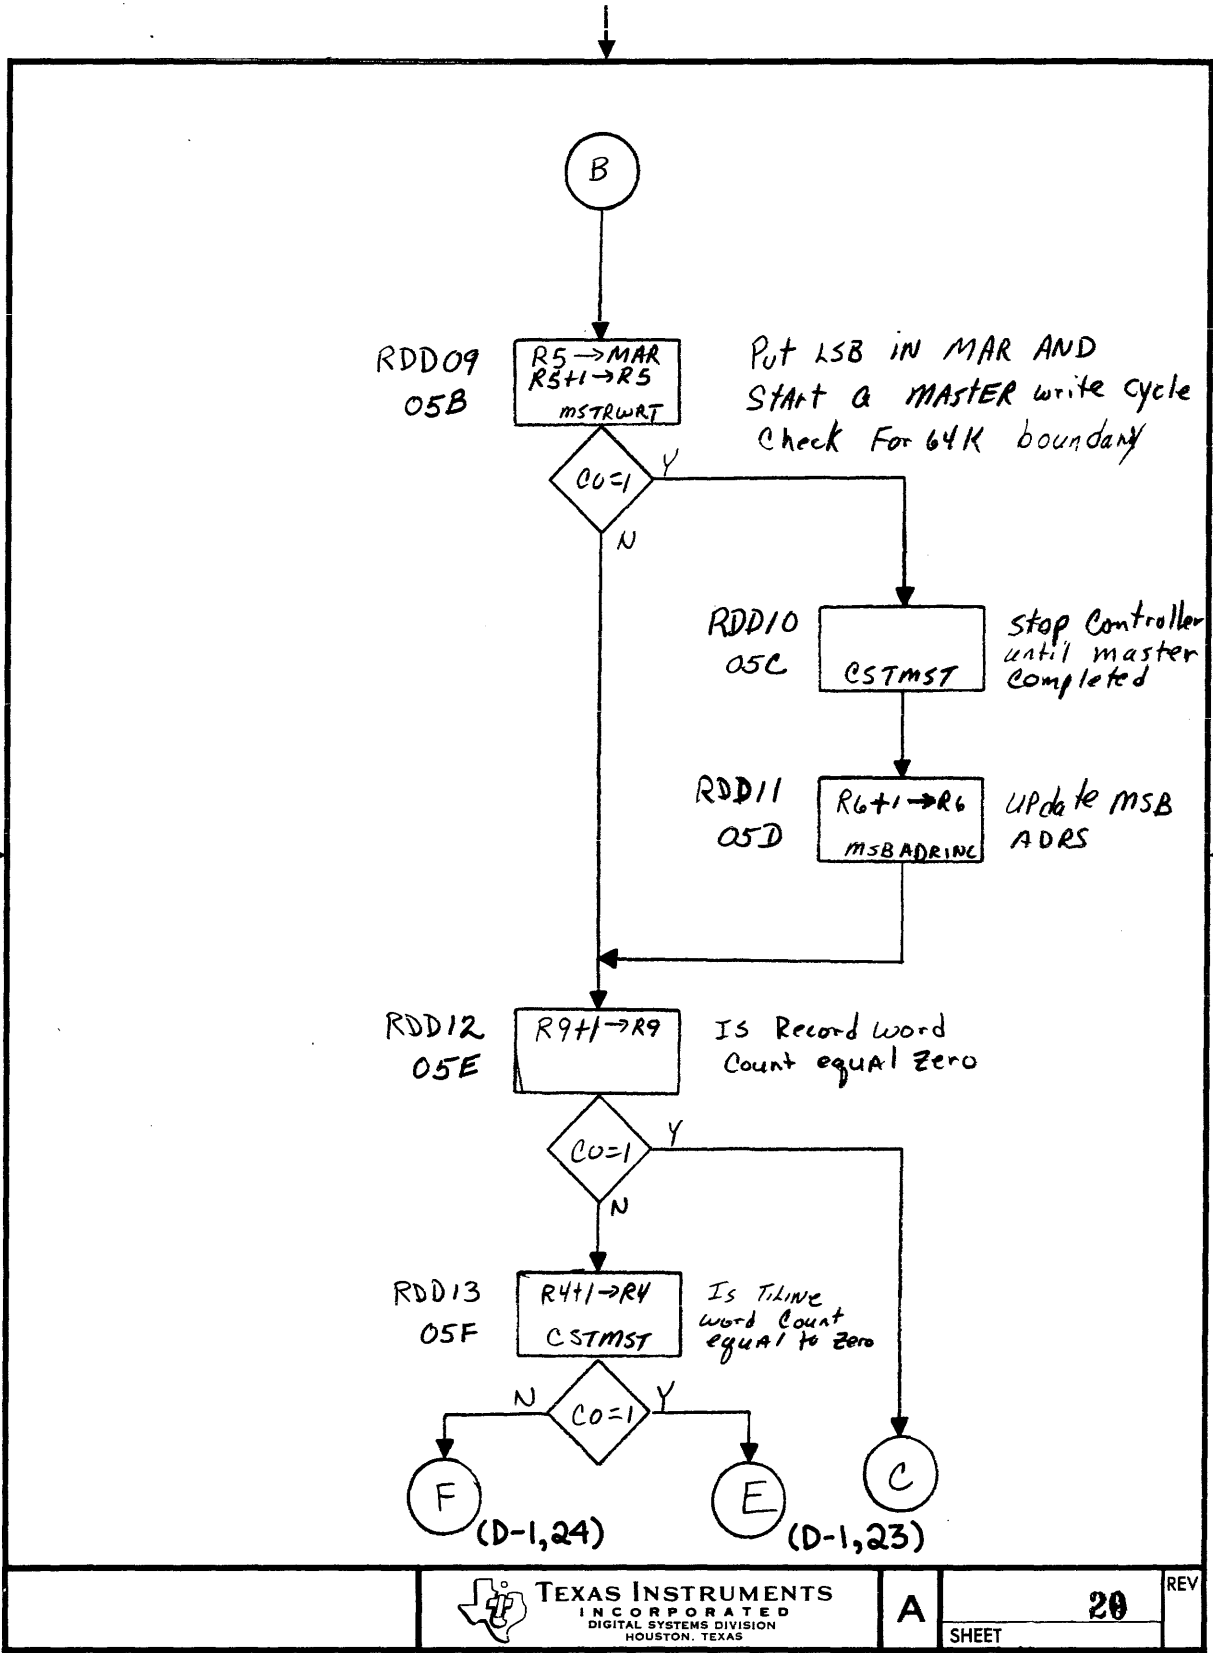 B
RDD09
05B
R5→MAR
R5+1→R5
MSTRWRT
Put LSB IN MAR AND
StArt a MAStER write cycle
Check For 64K boundary
C0=1
Y
N
RDD10
05C
CSTMST
Stop Controller
until master
Completed
RDD11
05D
R6+1→R6
MSBADRINC
UPdate MSB
ADRS
RDD12
05E
R9+1→R9
Is Record word
Count equAl Zero
C0=1
Y
N
RDD13
05F
R4+1→R4
CSTMST
Is TILINE
word Count
equAl to Zero
N
C0=1
Y
F
(D-1,24)
E
(D-1,23)
C
TEXAS INSTRUMENTS
INCORPORATED
DIGITAL SYSTEMS DIVISION
HOUSTON, TEXAS
A
20
SHEET
REV